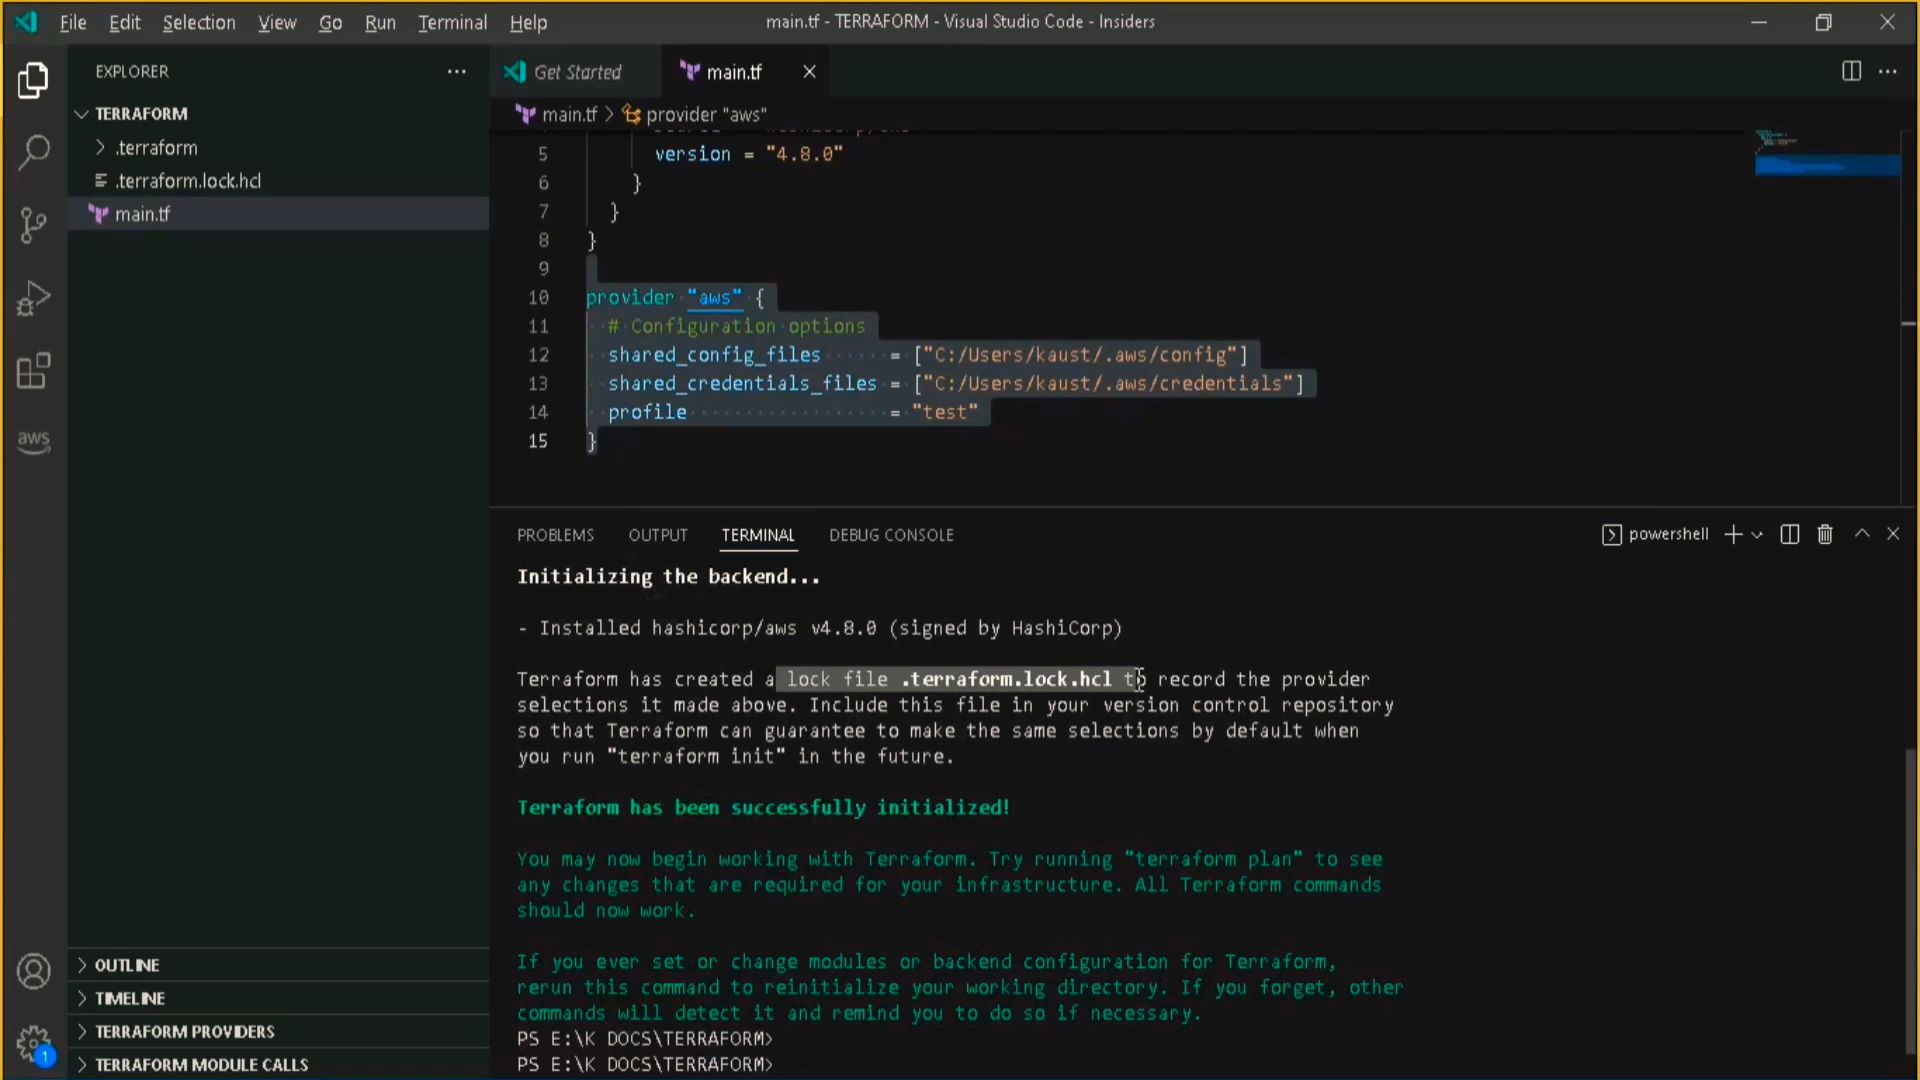 File Edit Selection View Go Run Terminal Help
main.tf - TERRAFORM - Visual Studio Code - Insiders
EXPLORER
TERRAFORM
.terraform
.terraform.lock.hcl
main.tf
OUTLINE
TIMELINE
TERRAFORM PROVIDERS
TERRAFORM MODULE CALLS
aws
1
Get Started
main.tf
main.tf > provider "aws"
5 version = "4.8.0"
6 }
7 }
8 }
9
10 provider "aws" {
11 # Configuration options
12 shared_config_files = ["C:/Users/kaust/.aws/config"]
13 shared_credentials_files = ["C:/Users/kaust/.aws/credentials"]
14 profile = "test"
15 }
PROBLEMS OUTPUT TERMINAL DEBUG CONSOLE
powershell
Initializing the backend...
- Installed hashicorp/aws v4.8.0 (signed by HashiCorp)
Terraform has created a lock file .terraform.lock.hcl to record the provider
selections it made above. Include this file in your version control repository
so that Terraform can guarantee to make the same selections by default when
you run "terraform init" in the future.
Terraform has been successfully initialized!
You may now begin working with Terraform. Try running "terraform plan" to see
any changes that are required for your infrastructure. All Terraform commands
should now work.
If you ever set or change modules or backend configuration for Terraform,
rerun this command to reinitialize your working directory. If you forget, other
commands will detect it and remind you to do so if necessary.
PS E:\K DOCS\TERRAFORM>
PS E:\K DOCS\TERRAFORM>